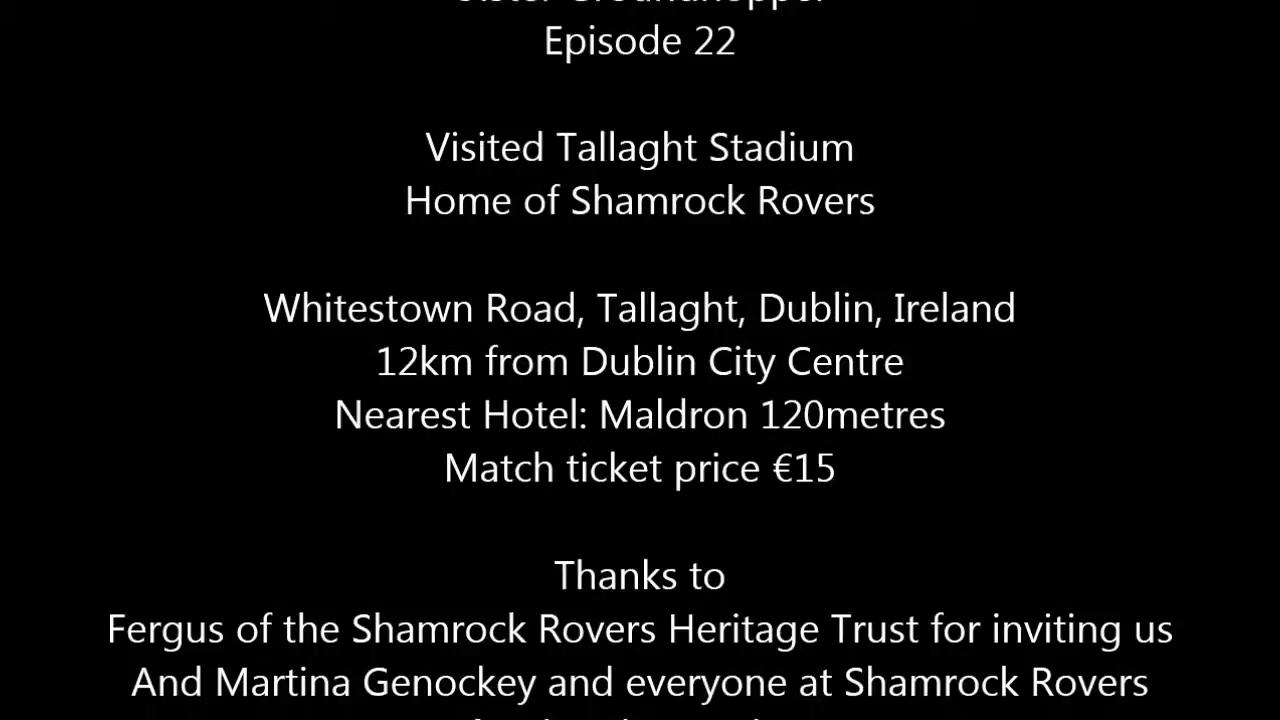 Episode 22
Visited Tallaght Stadium
Home of Shamrock Rovers
Whitestown Road, Tallaght, Dublin, Ireland
12km from Dublin City Centre
Nearest Hotel: Maldron 120metres
Match ticket price €15
Thanks to
Fergus of the Shamrock Rovers Heritage Trust for inviting us
And Martina Genockey and everyone at Shamrock Rovers